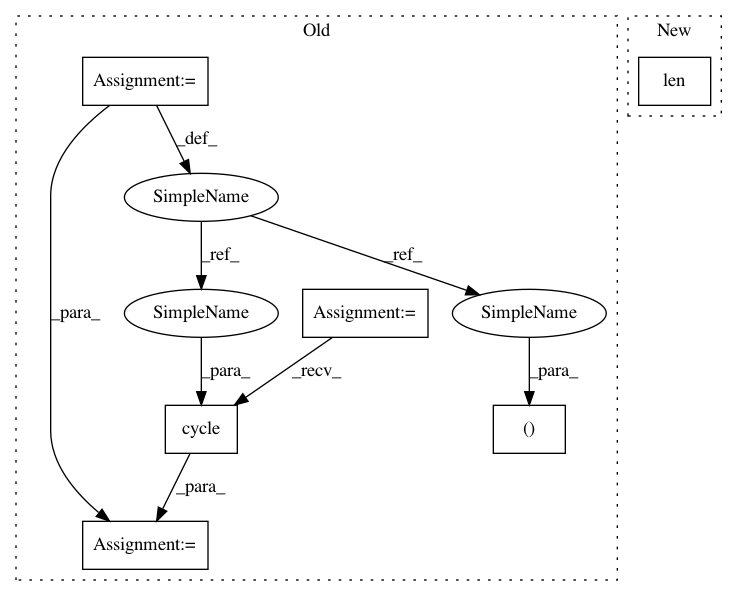 Old
New
Assignment:=
len
_def_
SimpleName
_ref_
_ref_
_para_
SimpleName
Assignment:=
SimpleName
_para_
_recv_
_para_
cycle
()
_para_
Assignment:=